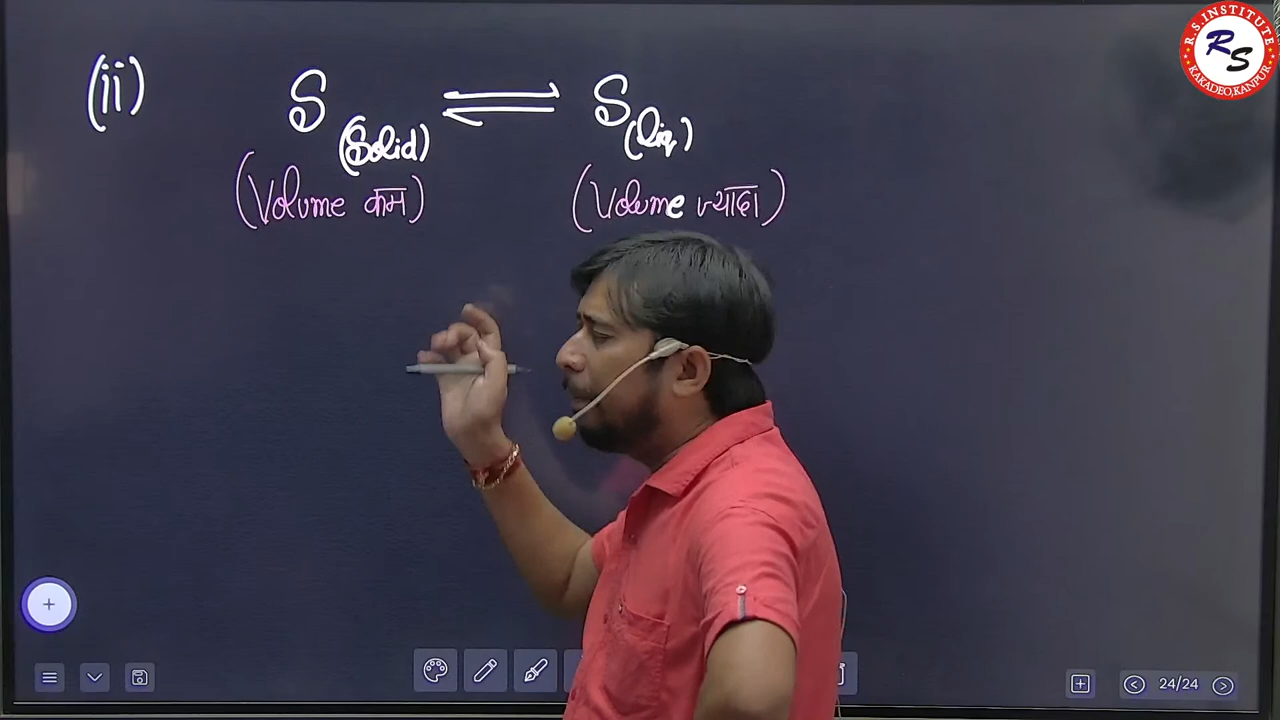 (ii) S(Solid) ⇌ S(liq)
(Volume कम) (Volume ज्यादा)
R.S.INSTITUTE
RS
KAKADEO,KANPUR
24/24